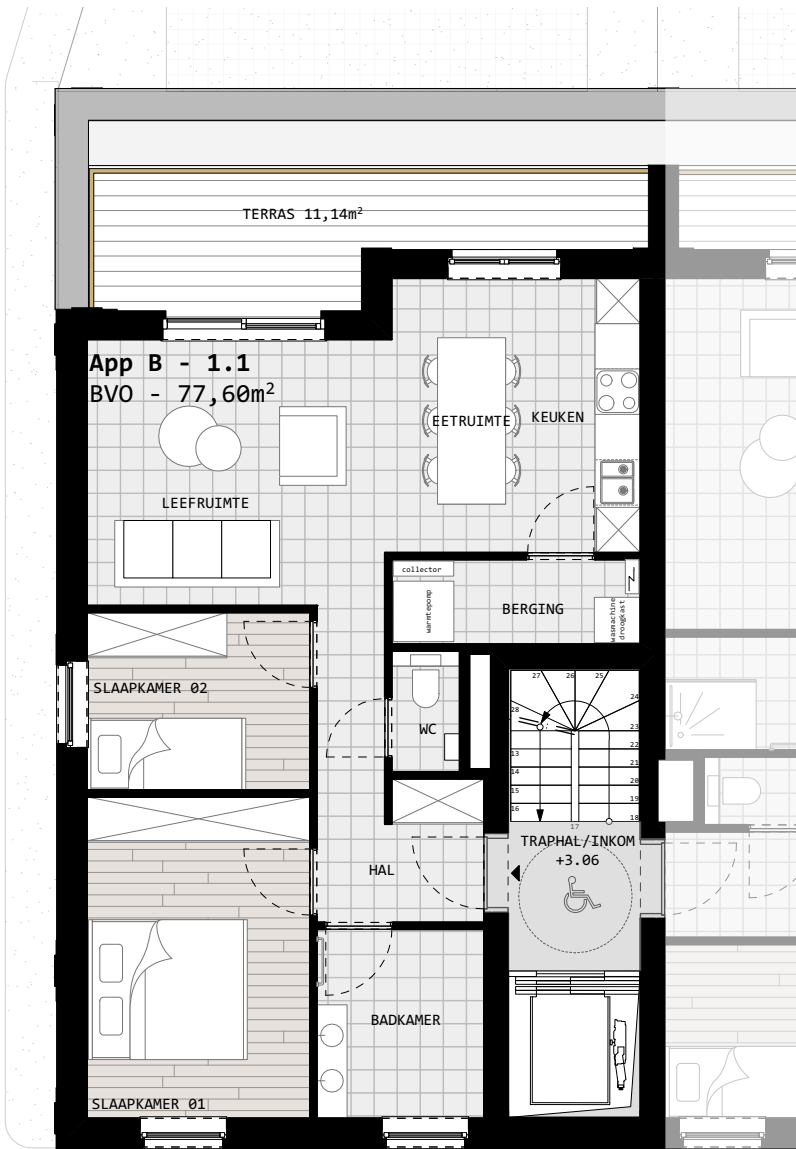 TERRAS 11,14m²
App B - 1.1
BVO - 77,60m²
EETRUIMTE
KEUKEN
LEEFRUIMTE
collector
warmtepomp
BERGING
wasmachine
droogkast
SLAAPKAMER 02
WC
27
26
25
24
28
23
22
13
21
14
20
15
19
16
18
17
TRAPHAL/INKOM
+3.06
HAL
BADKAMER
SLAAPKAMER 01